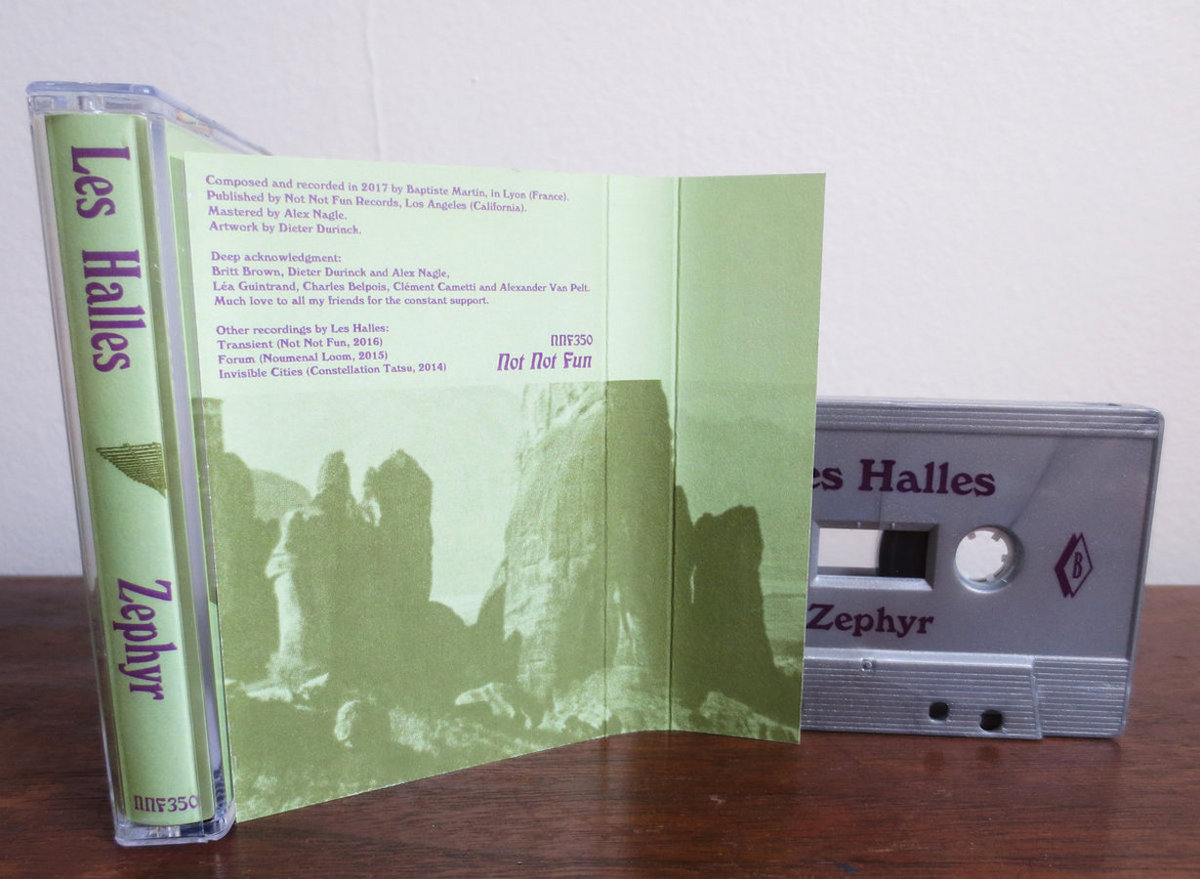 Les Halles
Zephyr
NNF350
Composed and recorded in 2017 by Baptiste Martin, in Lyon (France).
Published by Not Not Fun Records, Los Angeles (California).
Mastered by Alex Nagle.
Artwork by Dieter Durinck.
Deep acknowledgment:
Britt Brown, Dieter Durinck and Alex Nagle,
Léa Guintrand, Charles Belpois, Clément Cametti and Alexander Van Pelt.
Much love to all my friends for the constant support.
Other recordings by Les Halles:
Transient (Not Not Fun, 2016)
Forum (Noumenal Loom, 2015)
Invisible Cities (Constellation Tatsu, 2014)
NNF350
Not Not Fun
es Halles
B
Zephyr